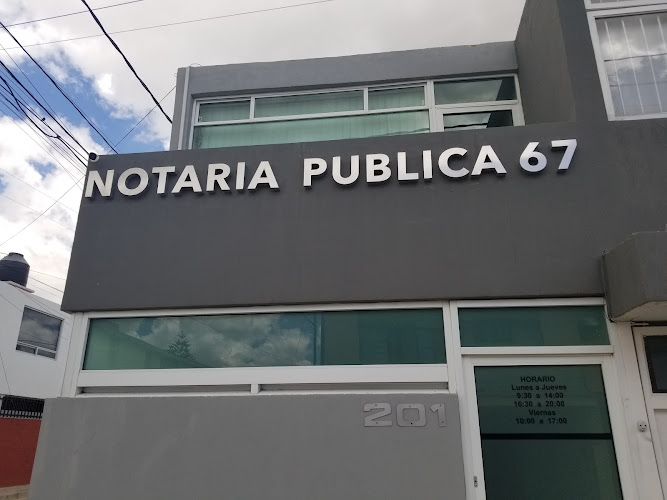 NOTARIA PUBLICA 67
201
HORARIO
Lunes a Jueves
9:30 a 14:00
16:30 a 20:00
Viernes
10:00 a 17:00